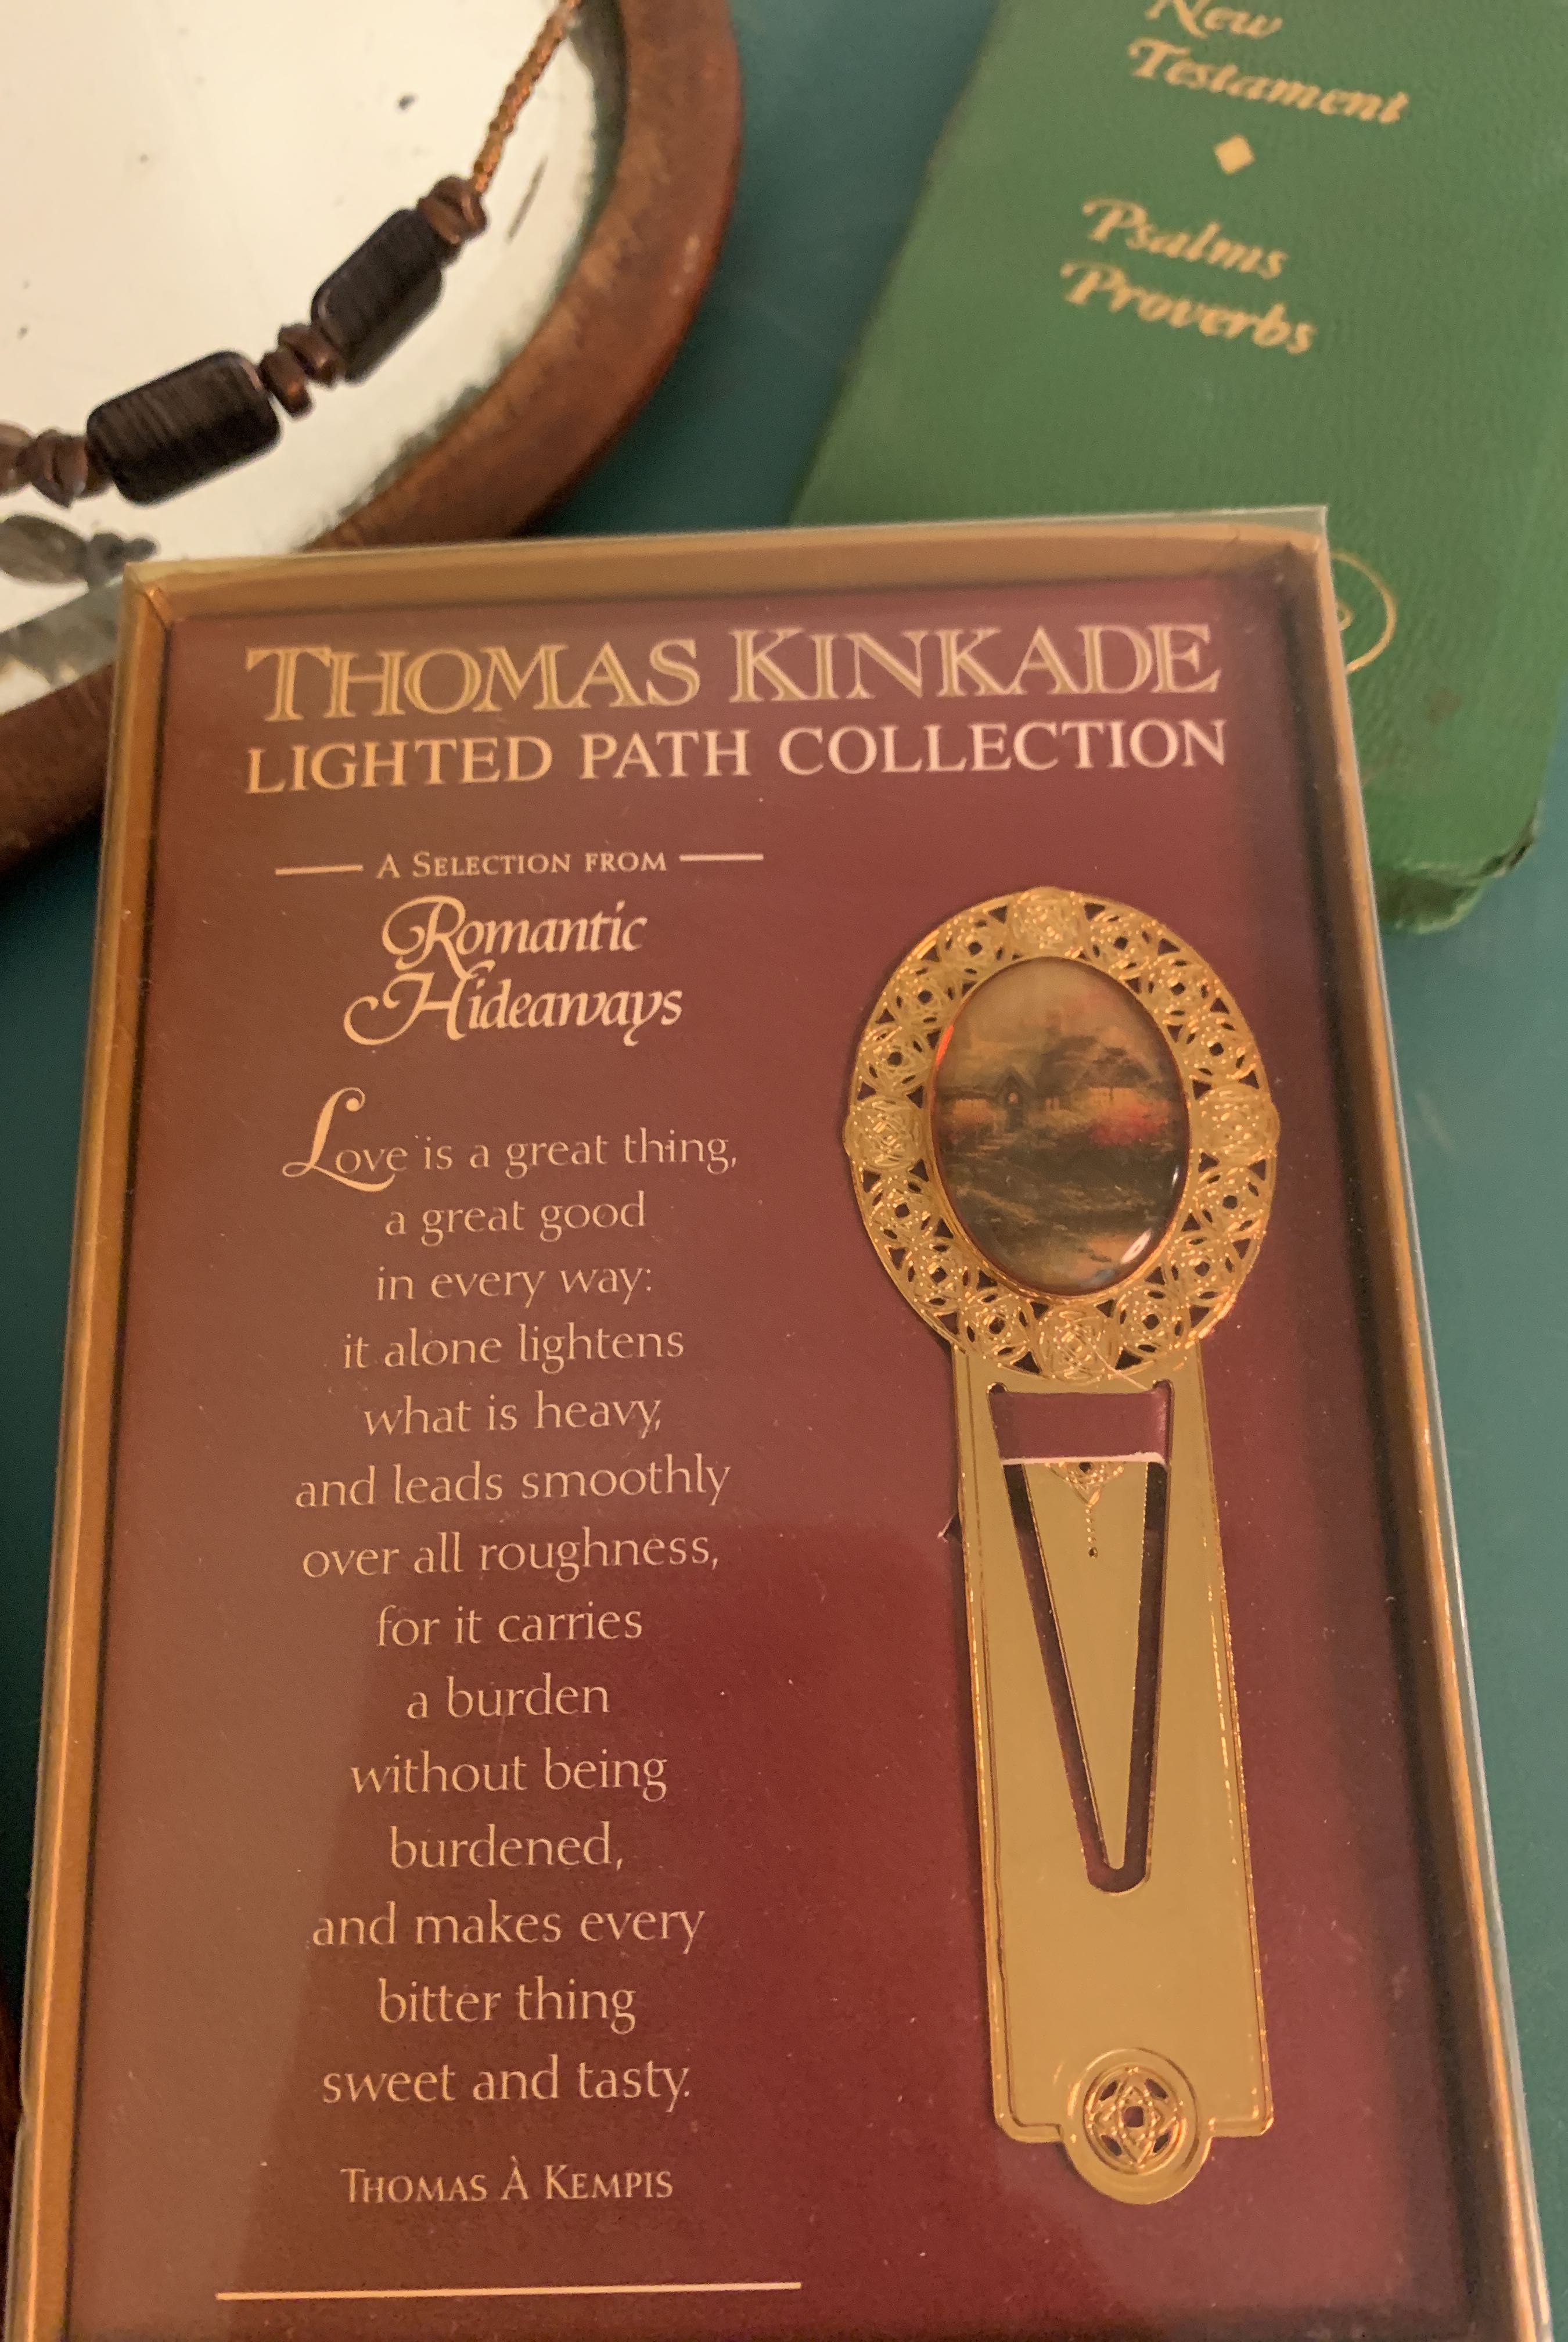 New
Testament
Psalms
Proverbs
THOMAS KINKADE
LIGHTED PATH COLLECTION
A SELECTION FROM
Romantic
Hideaways
Love is a great thing,
a great good
in every way:
it alone lightens
what is heavy,
and leads smoothly
over all roughness,
for it carries
a burden
without being
burdened,
and makes every
bitter thing
sweet and tasty.
THOMAS À KEMPIS